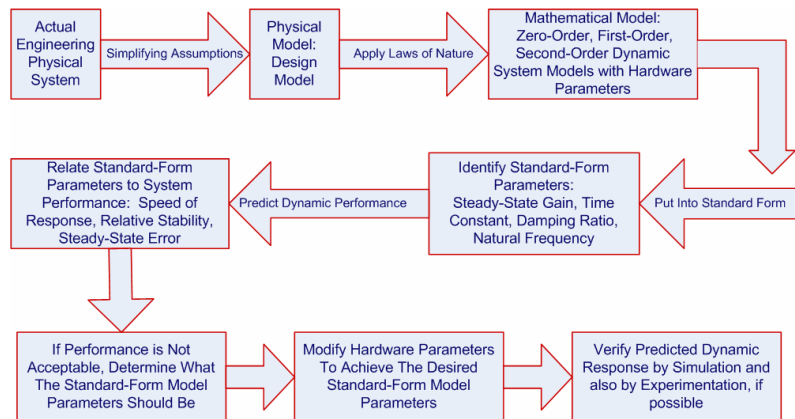 Actual
Engineering
Physical
System
Simplifying Assumptions
Physical
Model:
Design
Model
Apply Laws of Nature
Mathematical Model:
Zero-Order, First-Order,
Second-Order Dynamic
System Models with Hardware
Parameters
Put Into Standard Form
Identify Standard-Form
Parameters:
Steady-State Gain, Time
Constant, Damping Ratio,
Natural Frequency
Predict Dynamic Performance
Relate Standard-Form
Parameters to System
Performance: Speed of
Response, Relative Stability,
Steady-State Error
If Performance is Not
Acceptable, Determine What
The Standard-Form Model
Parameters Should Be
Modify Hardware Parameters
To Achieve The Desired
Standard-Form Model
Parameters
Verify Predicted Dynamic
Response by Simulation and
also by Experimentation, if
possible